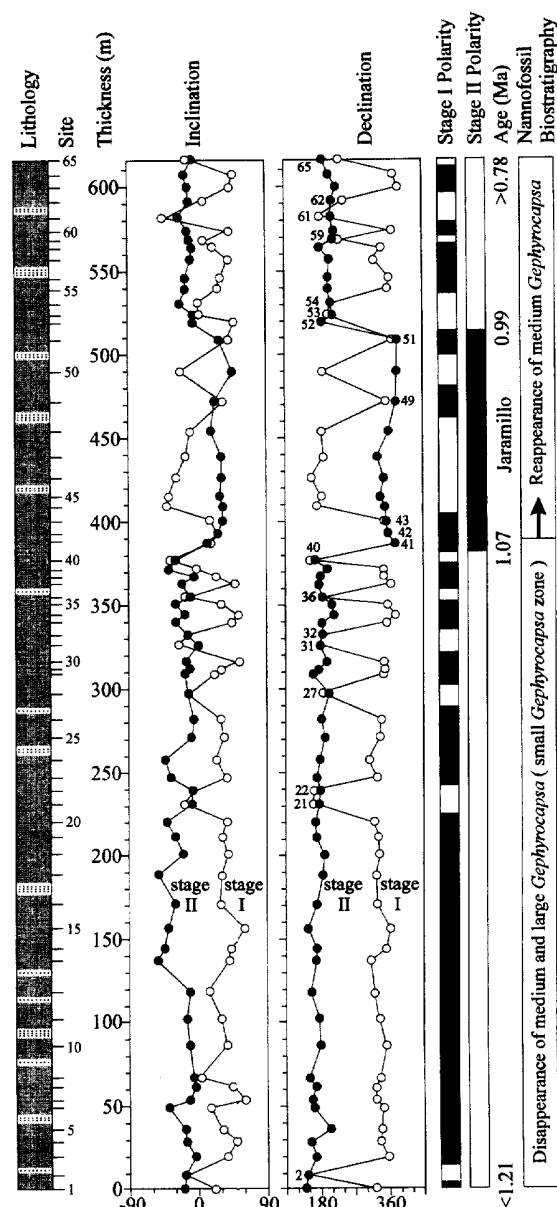 Lithology
Site
Thickness (m)
Inclination
Declination
Stage I Polarity
Stage II Polarity
Age (Ma)
Nannofossil
Biostratigraphy
65
60
55
50
45
40
35
30
25
20
15
10
5
1
600
550
500
450
400
350
300
250
200
150
100
50
0
stage
II
stage
I
-90
0
90
65
62
61
59
54
53
52
51
49
43
42
41
40
36
32
31
27
22
21
stage
II
stage
I
2
0
180
360
>0.78
0.99
Jaramillo
1.07
<1.21
Reappearance of medium Gephyrocapsa
Disappearance of medium and large Gephyrocapsa ( small Gephyrocapsa zone )